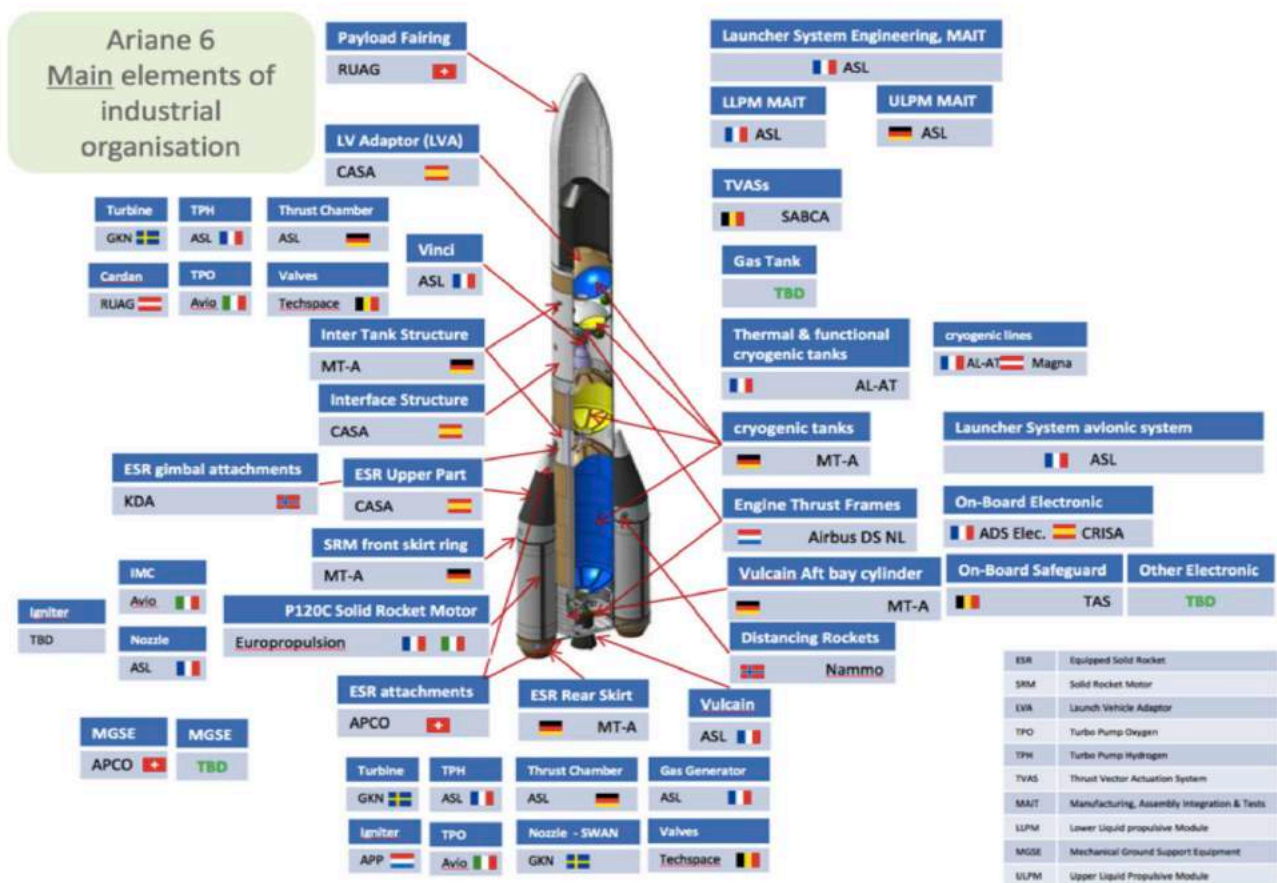 Ariane 6
Main elements of
industrial
organisation
Payload Fairing
RUAG
LV Adaptor (LVA)
CASA
Launcher System Engineering, MAIT
ASL
LLPM MAIT
ASL
ULPM MAIT
ASL
TVASs
SABCA
Gas Tank
TBD
Turbine
GKN
TPH
ASL
Thrust Chamber
ASL
Cardan
RUAG
TPO
Avio
Valves
Techspace
Vinci
ASL
Inter Tank Structure
MT-A
Interface Structure
CASA
Thermal & functional
cryogenic tanks
AL-AT
cryogenic lines
AL-AT Magna
cryogenic tanks
MT-A
Launcher System avionic system
ASL
ESR gimbal attachments
KDA
ESR Upper Part
CASA
Engine Thrust Frames
Airbus DS NL
On-Board Electronic
ADS Elec. CRISA
SRM front skirt ring
MT-A
Vulcain Aft bay cylinder
MT-A
On-Board Safeguard
TAS
Other Electronic
TBD
IMC
Avio
Igniter
TBD
Nozzle
ASL
P120C Solid Rocket Motor
Europropulsion
Distancing Rockets
Nammo
ESR attachments
APCO
ESR Rear Skirt
MT-A
Vulcain
ASL
MGSE
APCO
MGSE
TBD
Turbine
GKN
TPH
ASL
Thrust Chamber
ASL
Gas Generator
ASL
Igniter
APP
TPO
Avio
Nozzle - SWAN
GKN
Valves
Techspace
ESR Equipped Solid Rocket
SRM Solid Rocket Motor
LVA Launch Vehicle Adaptor
TPO Turbo Pump Oxygen
TPH Turbo Pump Hydrogen
TVAS Thrust Vector Actuation System
MAIT Manufacturing, Assembly Integration & Tests
LLPM Lower Liquid propulsive Module
MGSE Mechanical Ground Support Equipment
ULPM Upper Liquid Propulsive Module